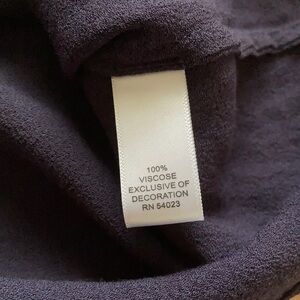 100%
VISCOSE
EXCLUSIVE OF
DECORATION
RN 54023